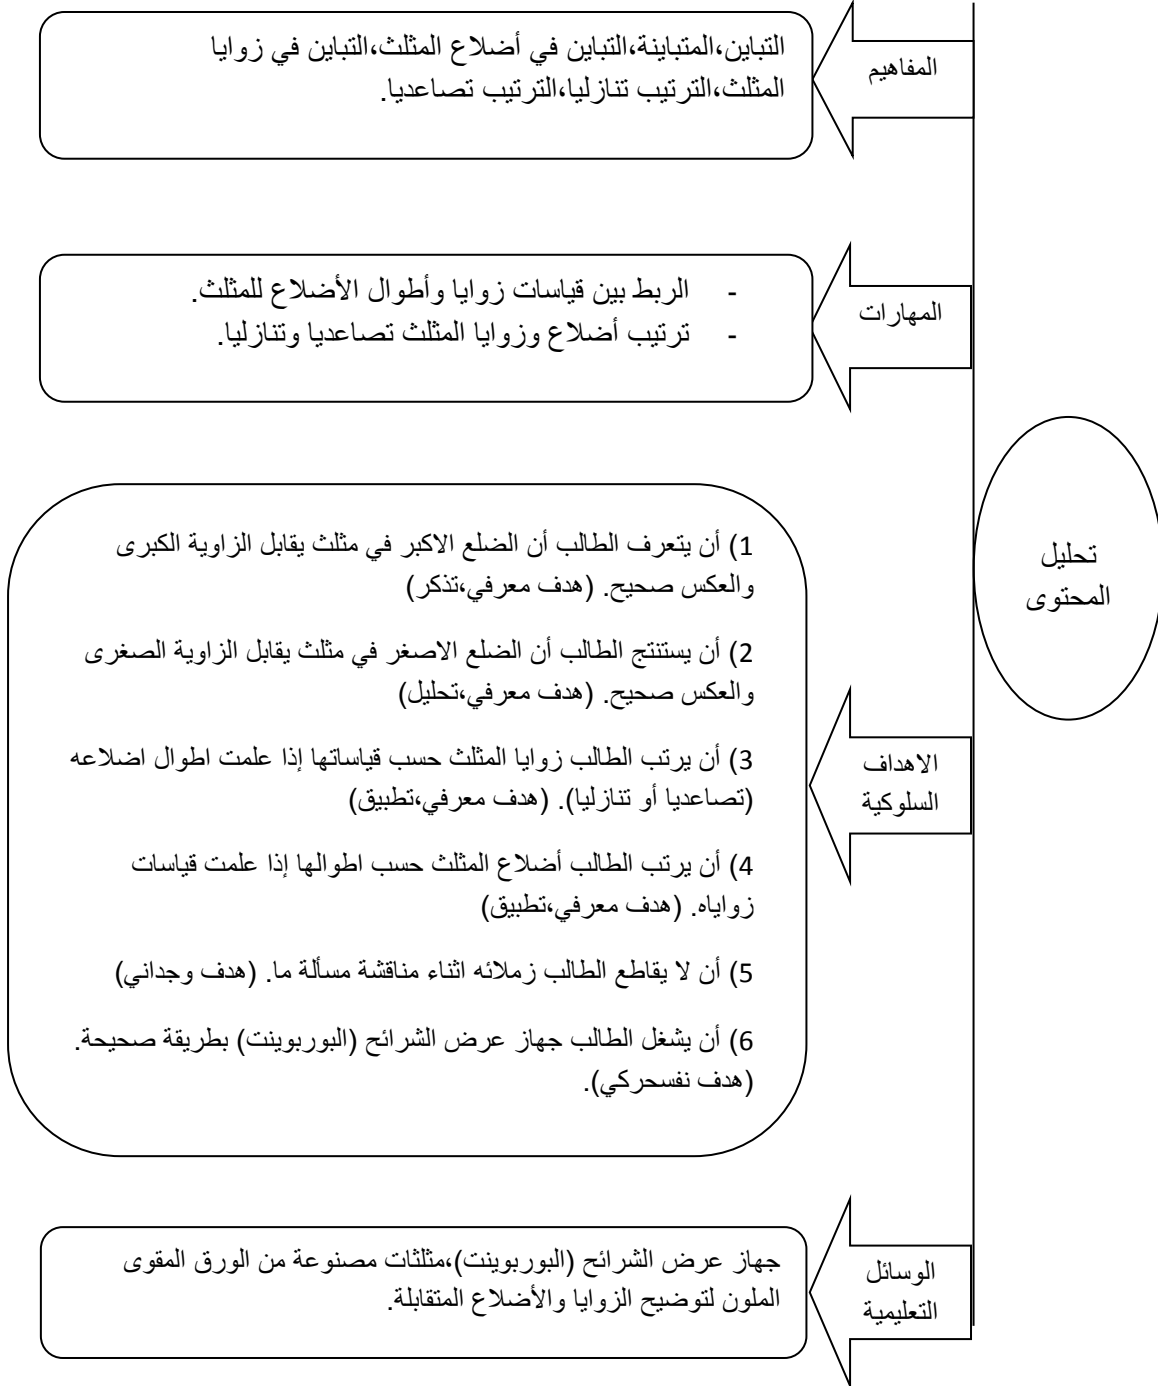 المفاهيم
التباين،المتباينة،التباين في أضلاع المثلث،التباين في زوايا
المثلث،الترتيب تنازليا،الترتيب تصاعديا.
المهارات
- الربط بين قياسات زوايا وأطوال الأضلاع للمثلث.
- ترتيب أضلاع وزوايا المثلث تصاعديا وتنازليا.
تحليل
المحتوى
الاهداف
السلوكية
1) أن يتعرف الطالب أن الضلع الاكبر في مثلث يقابل الزاوية الكبرى
والعكس صحيح. (هدف معرفي،تذكر)
2) أن يستنتج الطالب أن الضلع الاصغر في مثلث يقابل الزاوية الصغرى
والعكس صحيح. (هدف معرفي،تحليل)
3) أن يرتب الطالب زوايا المثلث حسب قياساتها إذا علمت اطوال اضلاعه
(تصاعديا أو تنازليا). (هدف معرفي،تطبيق)
4) أن يرتب الطالب أضلاع المثلث حسب اطوالها إذا علمت قياسات
زواياه. (هدف معرفي،تطبيق)
5) أن لا يقاطع الطالب زملائه اثناء مناقشة مسألة ما. (هدف وجداني)
6) أن يشغل الطالب جهاز عرض الشرائح (البوربوينت) بطريقة صحيحة.
(هدف نفسحركي).
الوسائل
التعليمية
جهاز عرض الشرائح (البوربوينت)،مثلثات مصنوعة من الورق المقوى
الملون لتوضيح الزوايا والأضلاع المتقابلة.